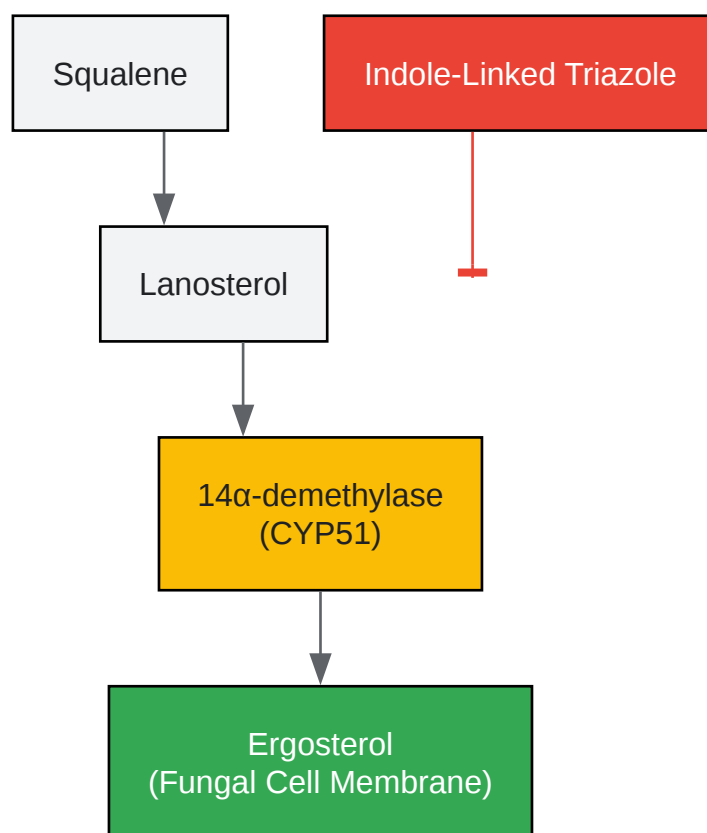 Squalene
Indole-Linked Triazole
Lanosterol
14α-demethylase
(CYP51)
Ergosterol
(Fungal Cell Membrane)